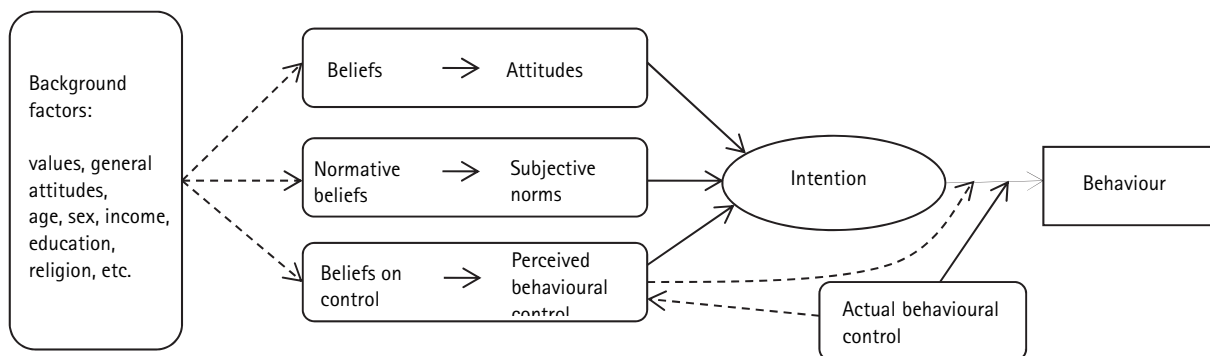 Background
factors:
values, general
attitudes,
age, sex, income,
education,
religion, etc.
Beliefs
Attitudes
Normative
beliefs
Subjective
norms
Beliefs on
control
Perceived
behavioural
control
Intention
Behaviour
Actual behavioural
control